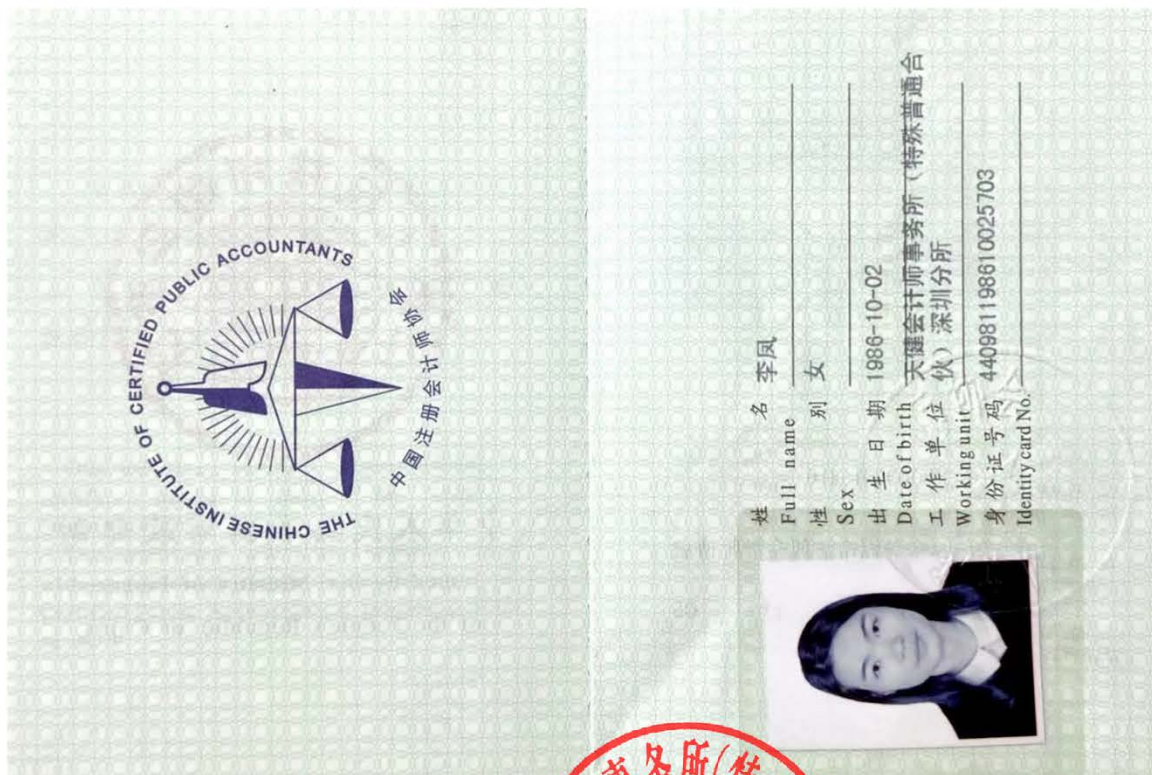 THE CHINESE INSTITUTE OF CERTIFIED PUBLIC ACCOUNTANTS
中国注册会计师协会
姓 名 李凤
Full name
性 别 女
Sex
出生日期 1986-10-02
Date of birth
工作单位 天健会计师事务所（特殊普通合
Working unit 伙）深圳分所
身份证号码 440981198610025703
Identity card No.
务所(特